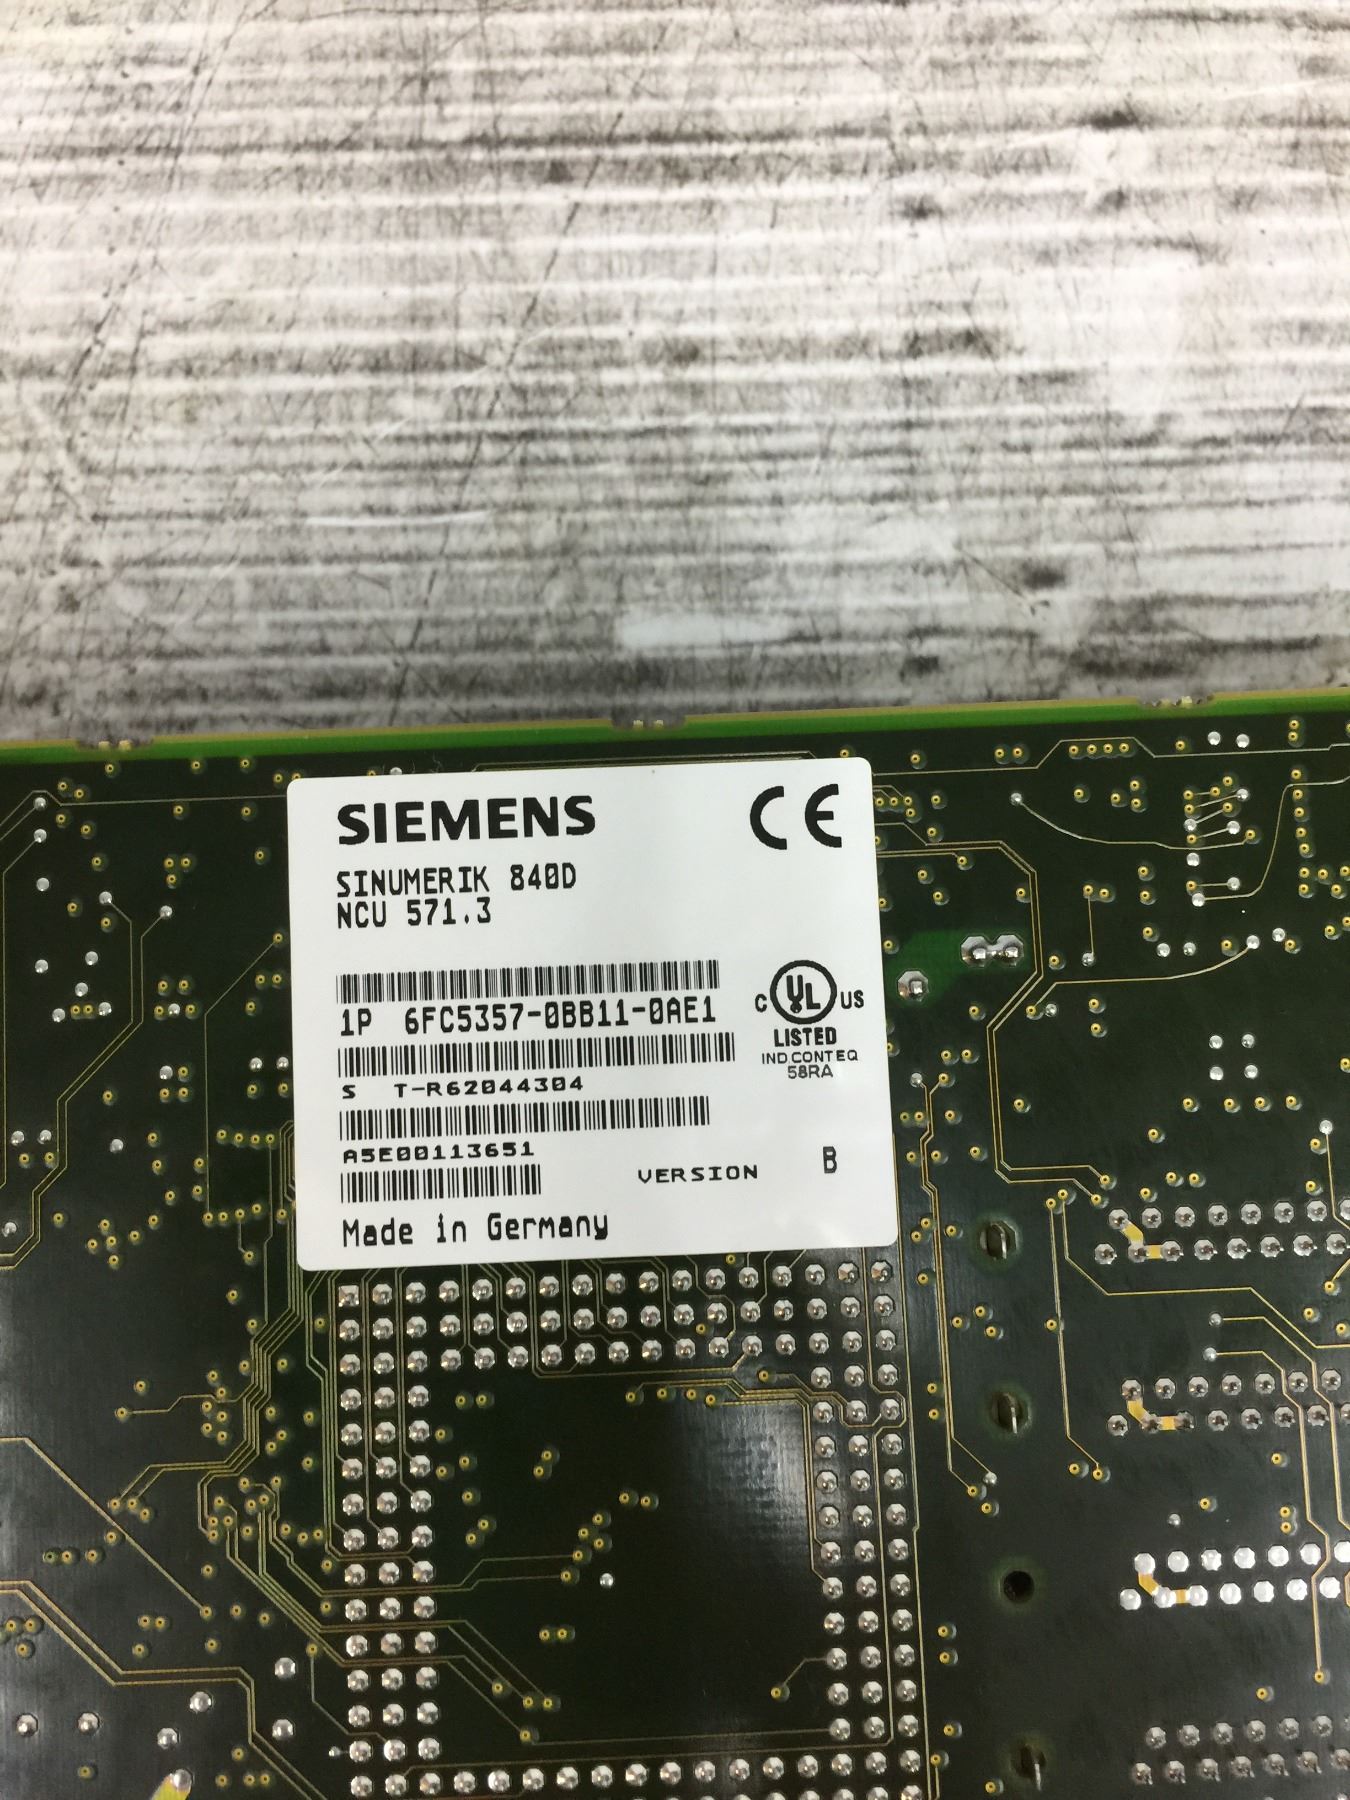 SIEMENS
CE
SINUMERIK 840D
NCU 571.3
1P 6FC5357-0BB11-0AE1
C UL US
LISTED
IND CONT EQ
58RA
S T-R62044304
A5E00113651
VERSION B
Made in Germany